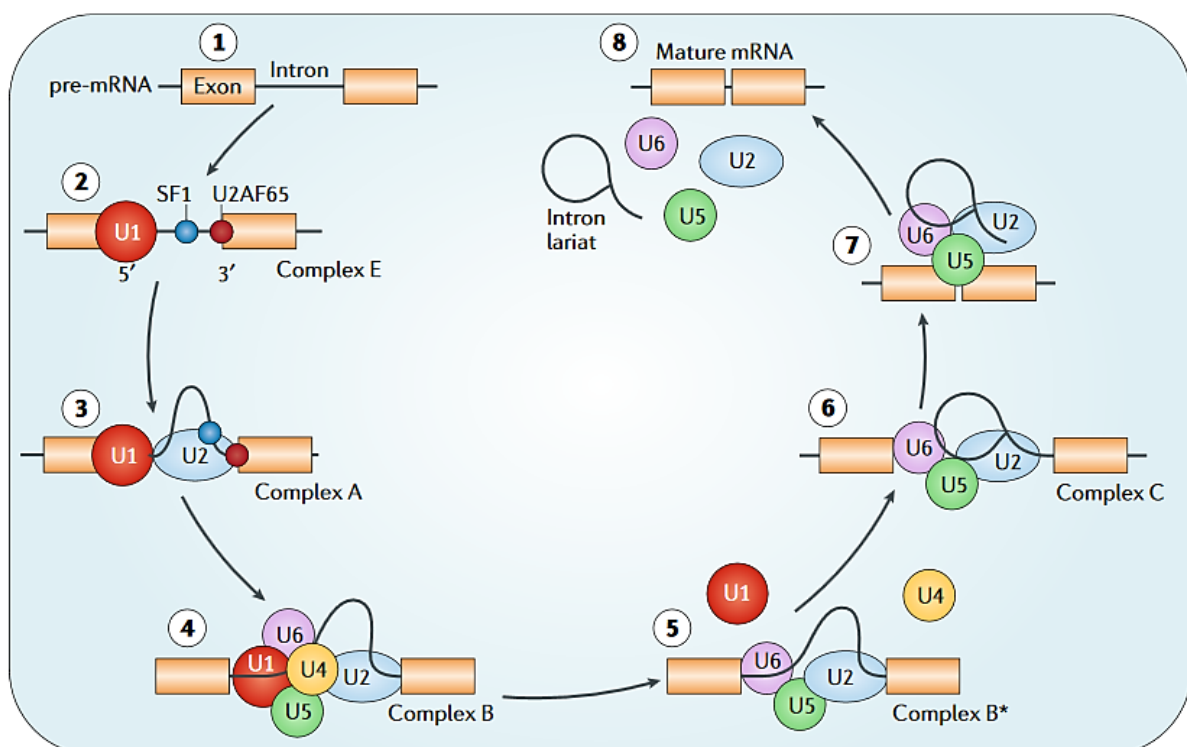 1
pre-mRNA Exon Intron
2
SF1 U2AF65
U1
5′ 3′
Complex E
3
U1 U2
Complex A
4
U6
U1 U4 U2
U5
Complex B
5
U1 U4
U6 U2
U5
Complex B*
6
U6 U2
U5
Complex C
7
U6 U2
U5
8
Mature mRNA
U6 U2
U5
Intron
lariat